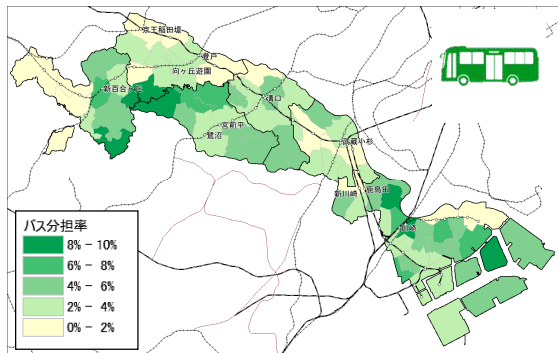 京王稲田堤
登戸
向ヶ丘遊園
新百合ヶ丘
溝口
宮前平
鷺沼
武蔵小杉
新川崎
鹿島田
川崎
バス分担率
8% - 10%
6% - 8%
4% - 6%
2% - 4%
0% - 2%